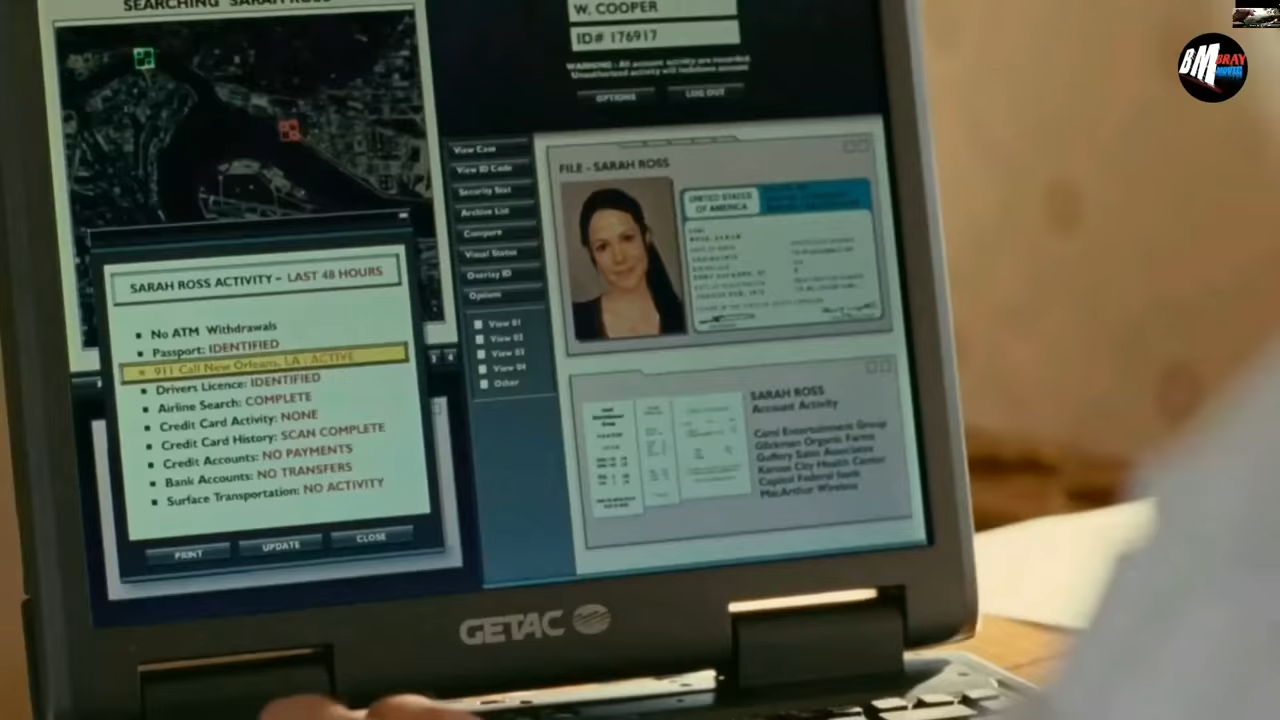 SEARCHING SARAH ROSS
W. COOPER
ID# 176917
WARNING - All account activity are recorded
Unauthorized activity will
OPTIONS
LOG OUT
BM
BRAY
MOVIE
View Case
View ID Code
Security Stat
Archive List
Compare
Visual Status
Overlay ID
Options
View 01
View 02
View 03
View 04
Other
FILE - SARAH ROSS
UNITED STATES
OF AMERICA
SARAH ROSS ACTIVITY - LAST 48 HOURS
No ATM Withdrawals
Passport: IDENTIFIED
911 Call New Orleans, LA : ACTIVE
Drivers Licence: IDENTIFIED
Airline Search: COMPLETE
Credit Card Activity: NONE
Credit Card History: SCAN COMPLETE
Credit Accounts: NO PAYMENTS
Bank Accounts: NO TRANSFERS
Surface Transportation: NO ACTIVITY
PRINT
UPDATE
CLOSE
SARAH ROSS
Account Activity
Cami Entertainment Group
Glickman Organic Farms
Guffery Sales Associates
Kansas City Health Center
Capitol Federal
MacArthur Wireless
GETAC